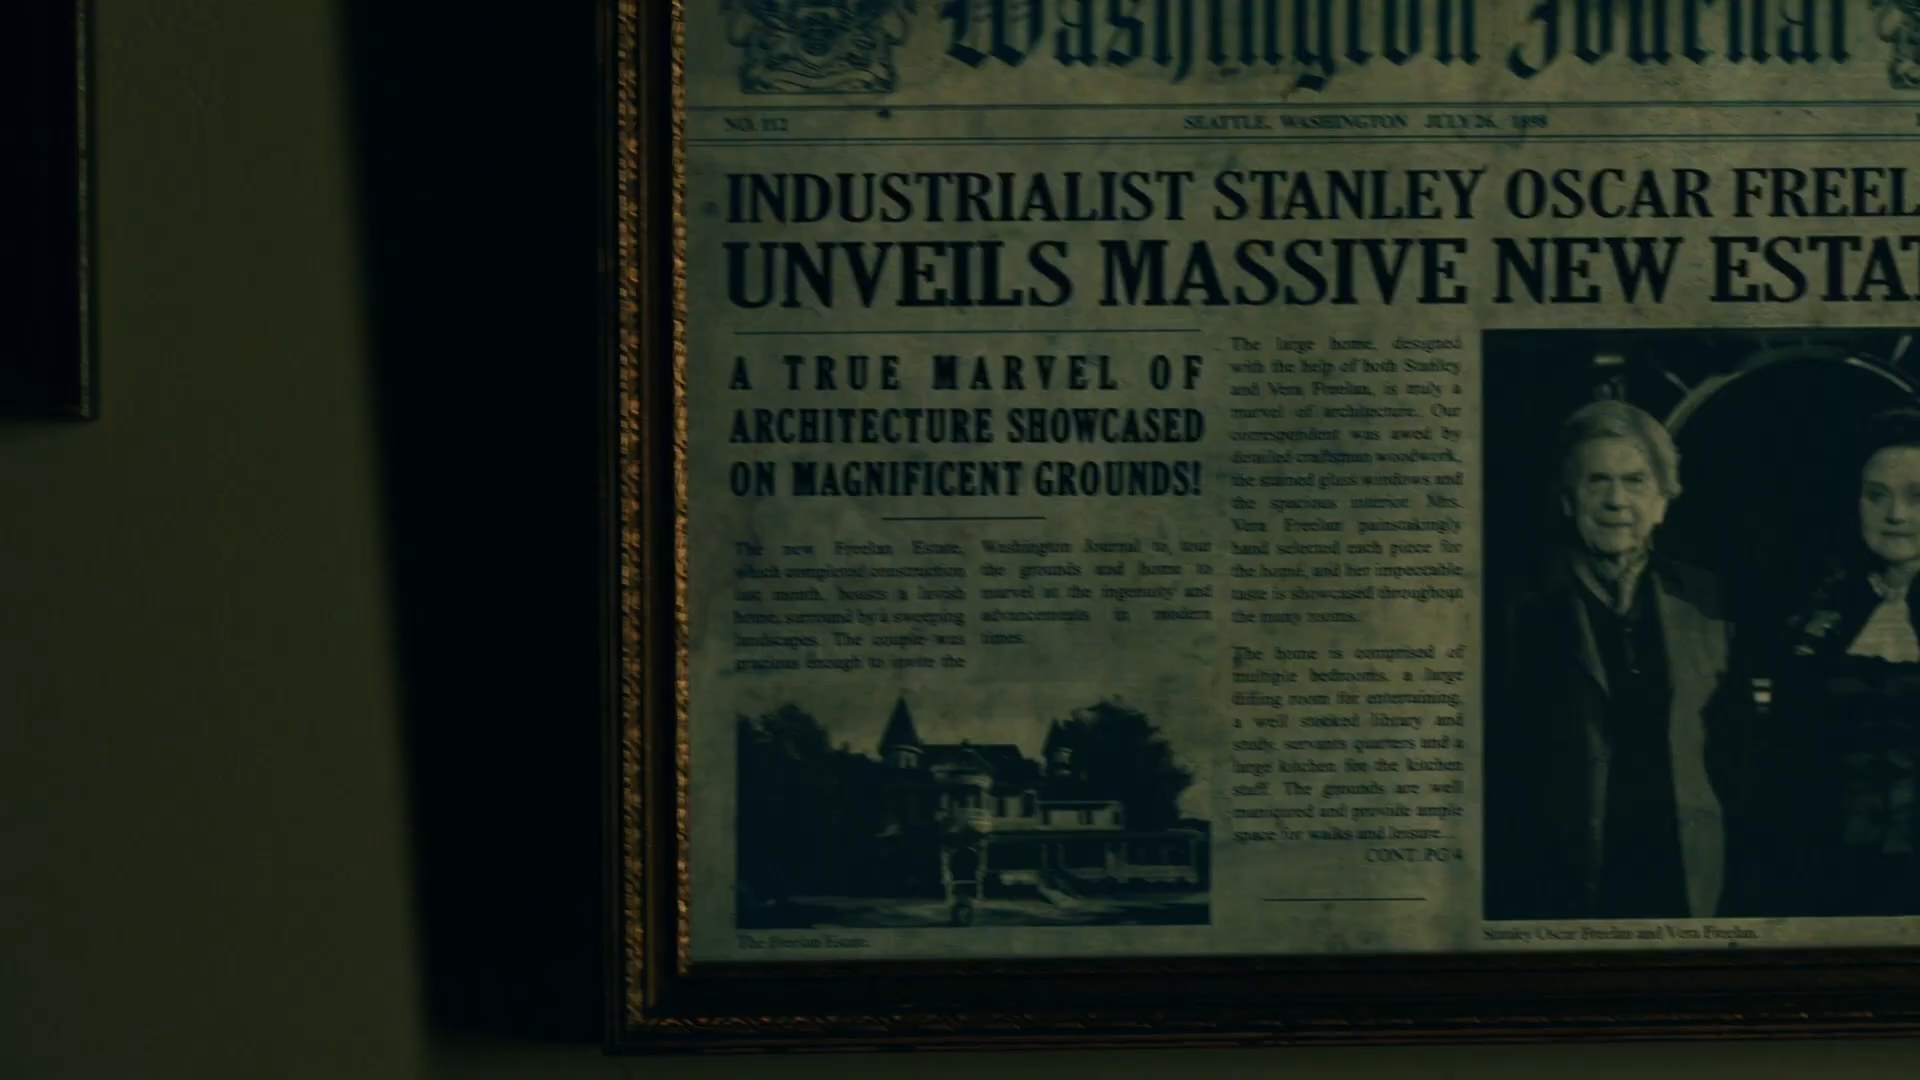 Washington Journal
NO. 112
SEATTLE, WASHINGTON JULY 26, 1898
INDUSTRIALIST STANLEY OSCAR FREEL
UNVEILS MASSIVE NEW ESTAT
A TRUE MARVEL OF
ARCHITECTURE SHOWCASED
ON MAGNIFICENT GROUNDS!
The new Freelan Estate,
which completed construction
last month, boasts a lavish
home, surround by a sweeping
landscapes. The couple was
gracious enough to invite the
Washington Journal to tour
the grounds and home to
marvel at the ingenuity and
advancements in modern
times.
The Freelan Estate.
The large home, designed
with the help of both Stanley
and Vera Freelan, is truly a
marvel of architecture. Our
correspondent was awed by
detailed craftsman woodwork,
the stained glass windows and
the spacious interior. Mrs.
Vera Freelan painstakingly
hand selected each piece for
the home, and her impeccable
taste is showcased throughout
the many rooms.
The home is comprised of
multiple bedrooms, a large
dining room for entertaining,
a well stocked library and
study, servants quarters and a
large kitchen for the kitchen
staff. The grounds are well
manicured and provide ample
space for walks and leisure...
CONT. PG 4
Stanley Oscar Freelan and Vera Freelan.